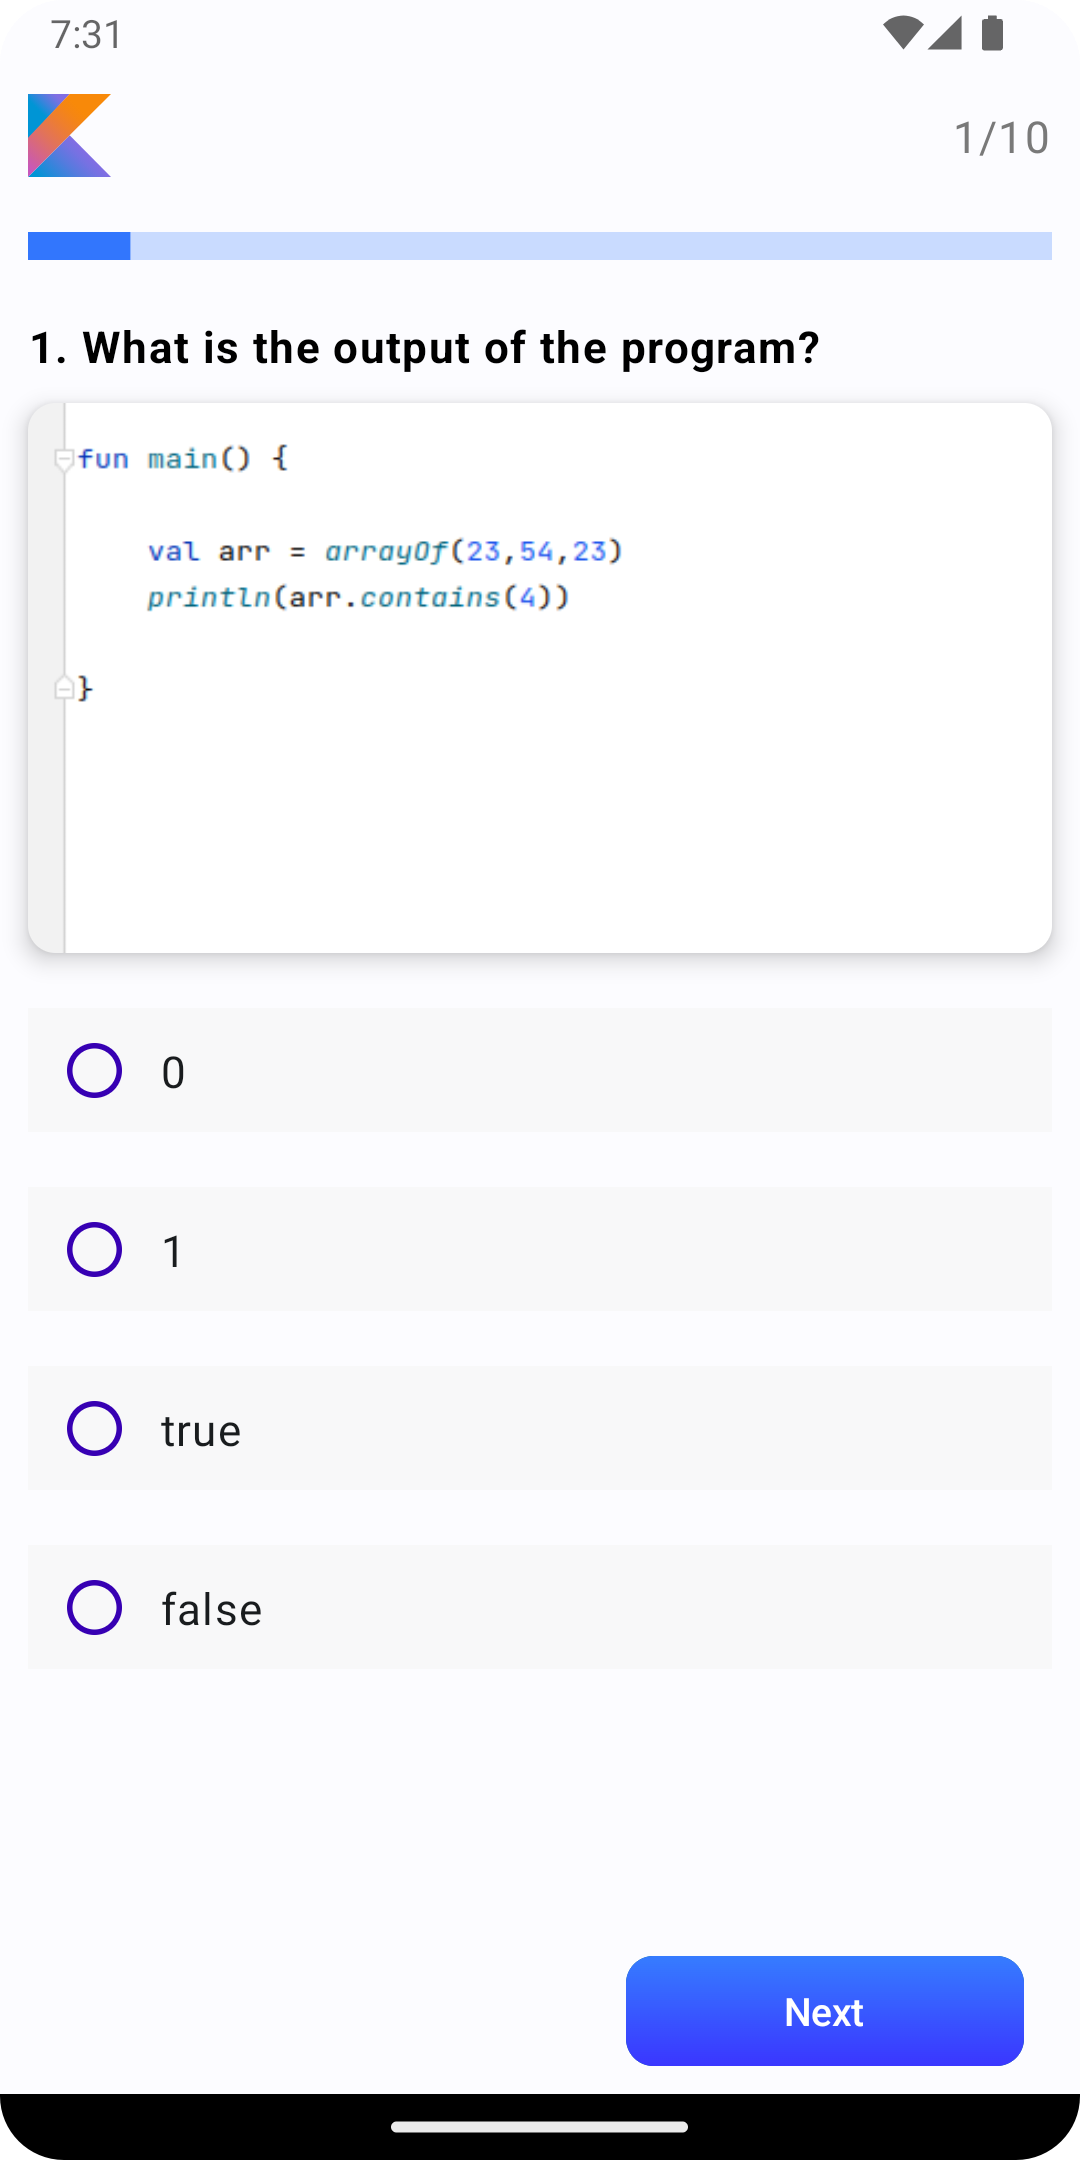 7:31
1/10
1. What is the output of the program?
fun main() {
val arr = arrayOf(23,54,23)
println(arr.contains(4))
}
0
1
true
false
Next